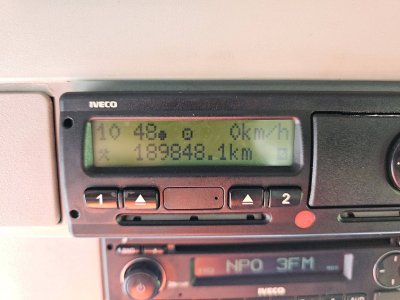 IVECO
10 48 0km/h
189848.1km
1 2
NPO 3FM
IVECO